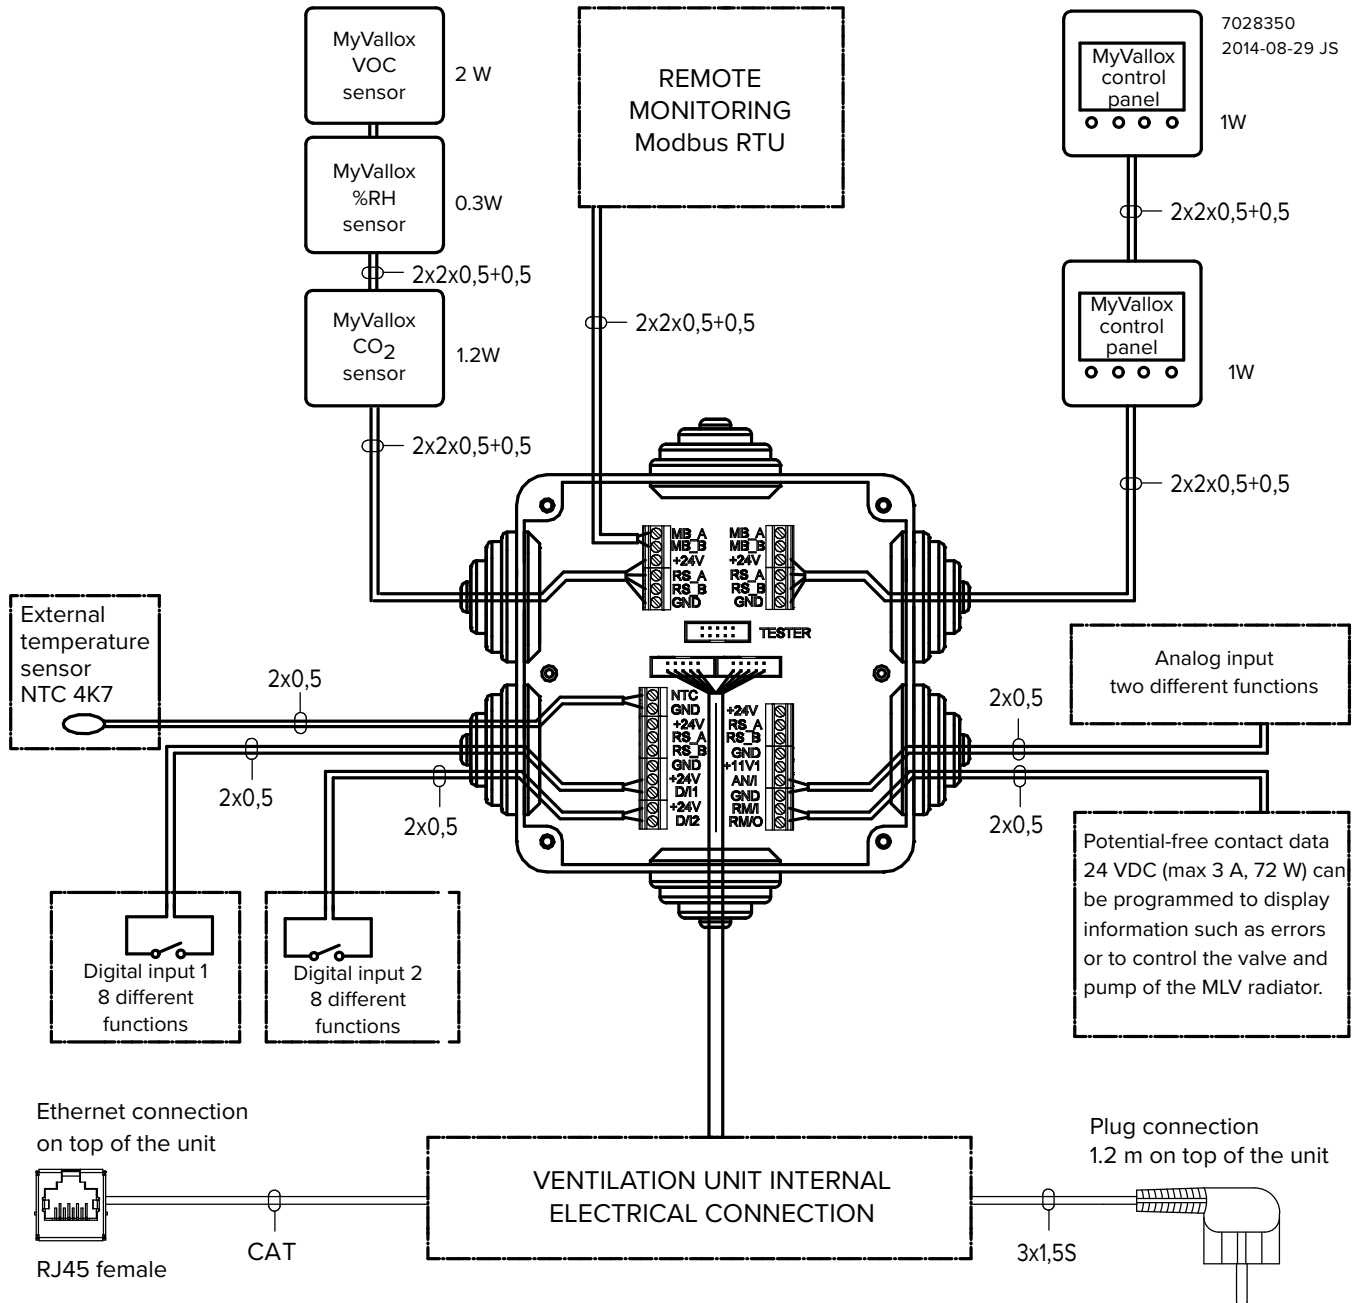 MyVallox
VOC
sensor
2 W
MyVallox
%RH
sensor
0.3W
2x2x0,5+0,5
MyVallox
CO2
sensor
1.2W
2x2x0,5+0,5
REMOTE
MONITORING
Modbus RTU
2x2x0,5+0,5
7028350
2014-08-29 JS
MyVallox
control
panel
1W
2x2x0,5+0,5
MyVallox
control
panel
1W
2x2x0,5+0,5
MB_A
MB_B
+24V
RS_A
RS_B
GND
MB_A
MB_B
+24V
RS_A
RS_B
GND
TESTER
NTC
GND
+24V
RS_A
RS_B
GND
+24V
D/I1
+24V
D/I2
+24V
RS_A
RS_B
GND
+11V1
AN/I
GND
RM/I
RM/O
External
temperature
sensor
NTC 4K7
2x0,5
2x0,5
2x0,5
Digital input 1
8 different
functions
Digital input 2
8 different
functions
Analog input
two different functions
2x0,5
2x0,5
Potential-free contact data
24 VDC (max 3 A, 72 W) can
be programmed to display
information such as errors
or to control the valve and
pump of the MLV radiator.
Ethernet connection
on top of the unit
RJ45 female
CAT
VENTILATION UNIT INTERNAL
ELECTRICAL CONNECTION
Plug connection
1.2 m on top of the unit
3x1,5S